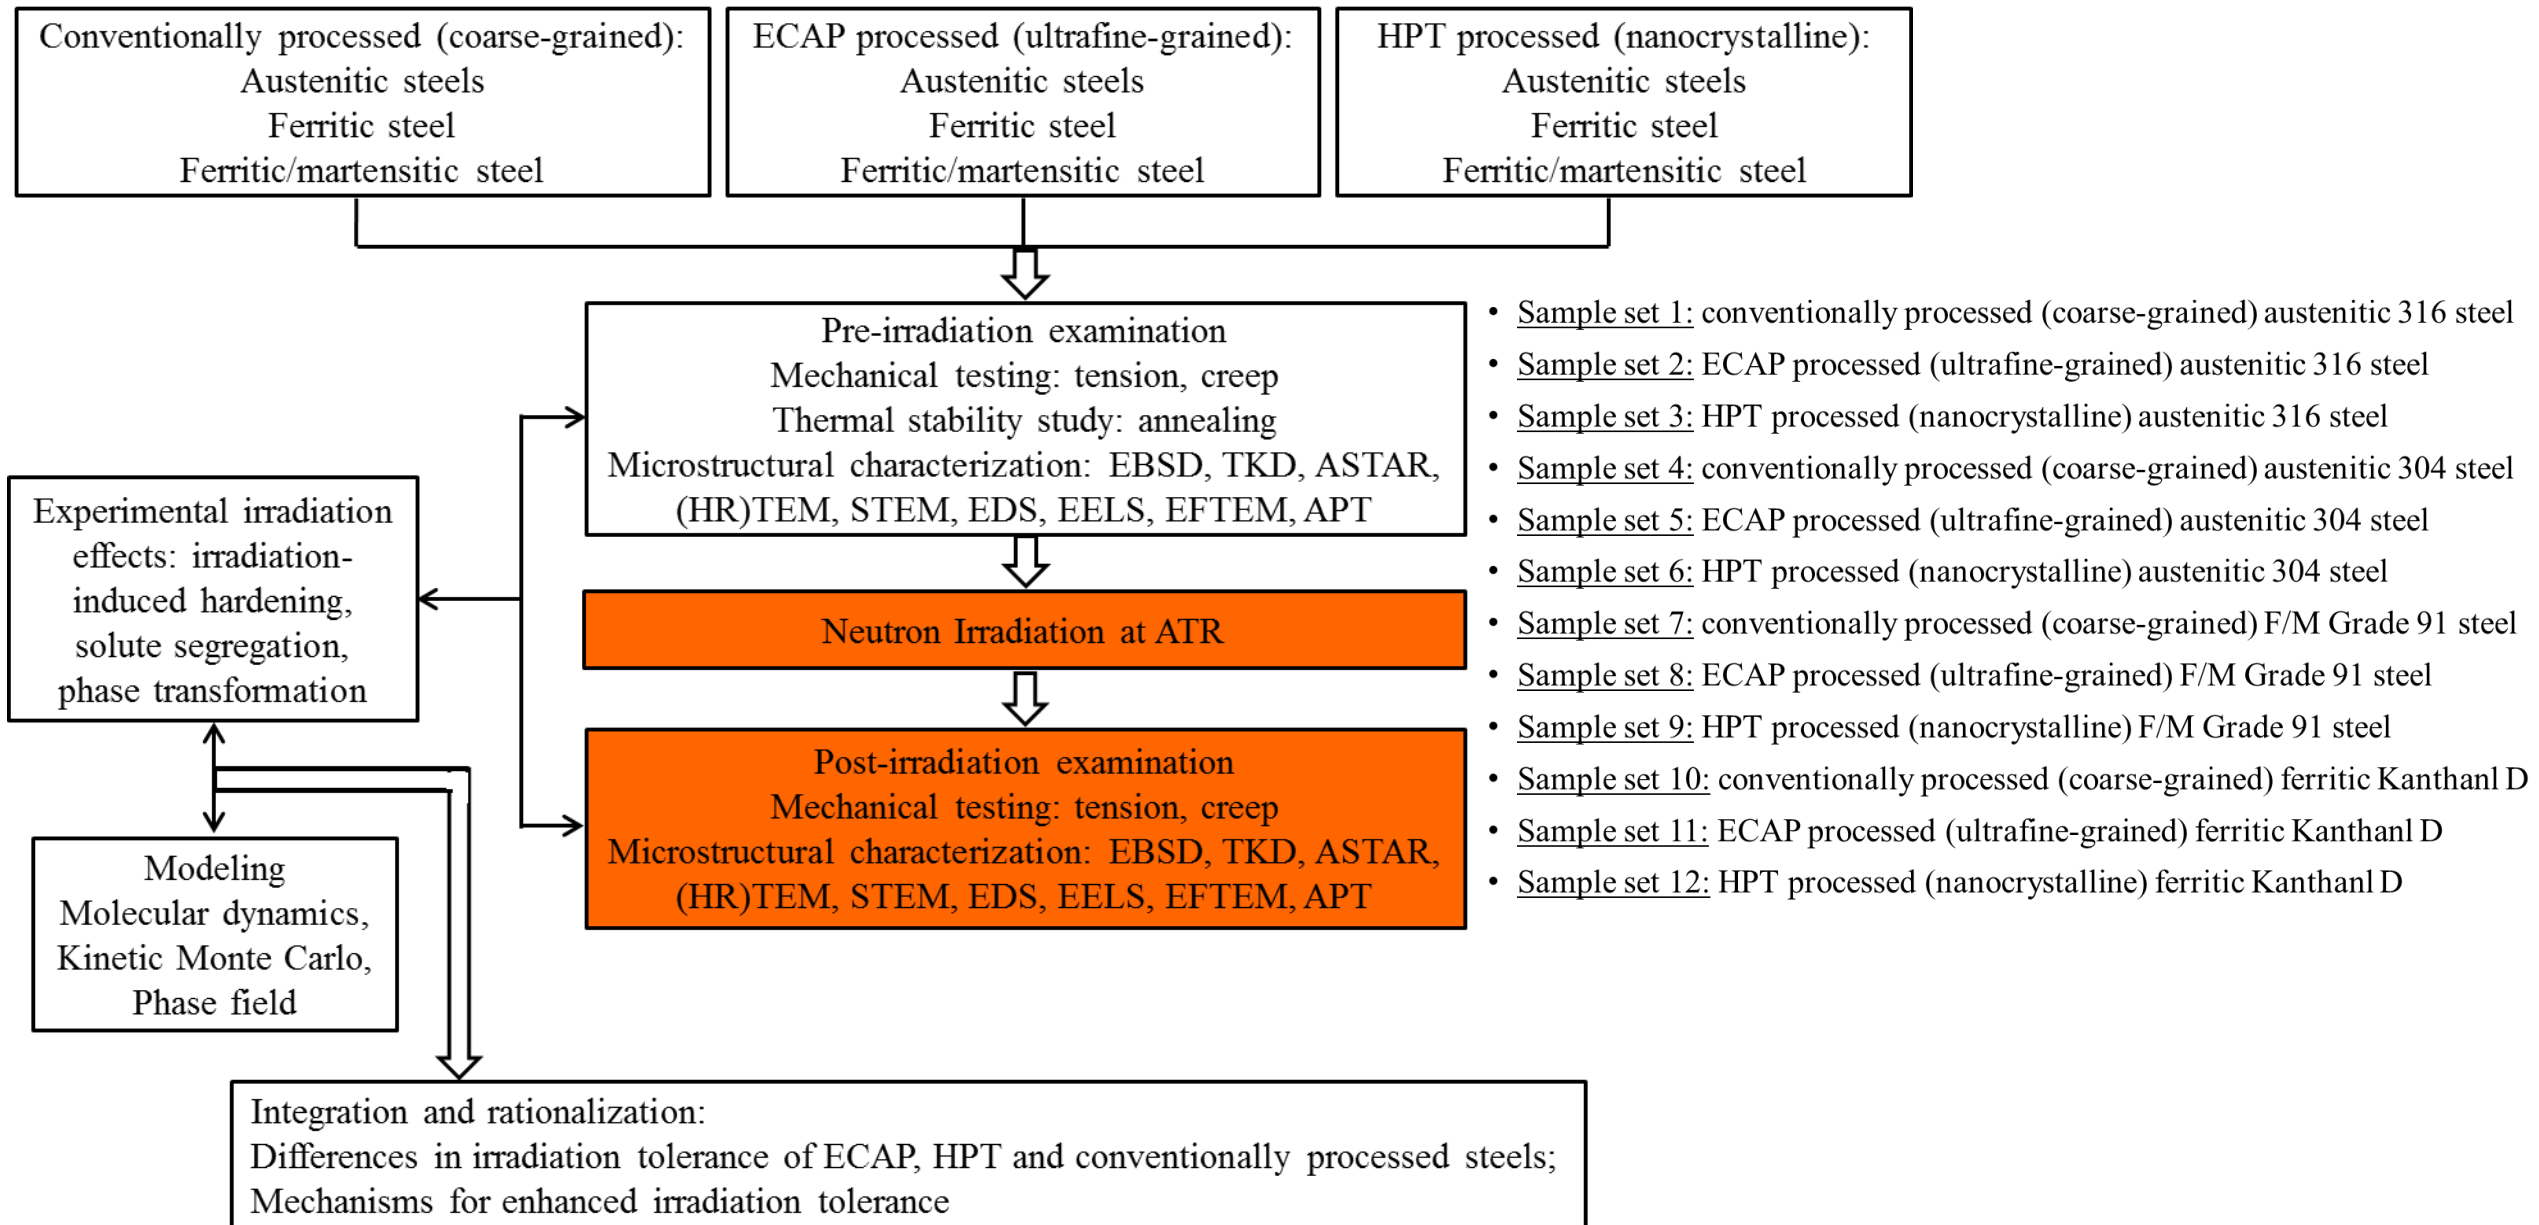 Conventionally processed (coarse-grained):
Austenitic steels
Ferritic steel
Ferritic/martensitic steel
ECAP processed (ultrafine-grained):
Austenitic steels
Ferritic steel
Ferritic/martensitic steel
HPT processed (nanocrystalline):
Austenitic steels
Ferritic steel
Ferritic/martensitic steel
Pre-irradiation examination
Mechanical testing: tension, creep
Thermal stability study: annealing
Microstructural characterization: EBSD, TKD, ASTAR,
(HR)TEM, STEM, EDS, EELS, EFTEM, APT
Neutron Irradiation at ATR
Post-irradiation examination
Mechanical testing: tension, creep
Microstructural characterization: EBSD, TKD, ASTAR,
(HR)TEM, STEM, EDS, EELS, EFTEM, APT
Experimental irradiation
effects: irradiation-
induced hardening,
solute segregation,
phase transformation
Modeling
Molecular dynamics,
Kinetic Monte Carlo,
Phase field
Integration and rationalization:
Differences in irradiation tolerance of ECAP, HPT and conventionally processed steels;
Mechanisms for enhanced irradiation tolerance
• Sample set 1: conventionally processed (coarse-grained) austenitic 316 steel
• Sample set 2: ECAP processed (ultrafine-grained) austenitic 316 steel
• Sample set 3: HPT processed (nanocrystalline) austenitic 316 steel
• Sample set 4: conventionally processed (coarse-grained) austenitic 304 steel
• Sample set 5: ECAP processed (ultrafine-grained) austenitic 304 steel
• Sample set 6: HPT processed (nanocrystalline) austenitic 304 steel
• Sample set 7: conventionally processed (coarse-grained) F/M Grade 91 steel
• Sample set 8: ECAP processed (ultrafine-grained) F/M Grade 91 steel
• Sample set 9: HPT processed (nanocrystalline) F/M Grade 91 steel
• Sample set 10: conventionally processed (coarse-grained) ferritic Kanthanl D
• Sample set 11: ECAP processed (ultrafine-grained) ferritic Kanthanl D
• Sample set 12: HPT processed (nanocrystalline) ferritic Kanthanl D